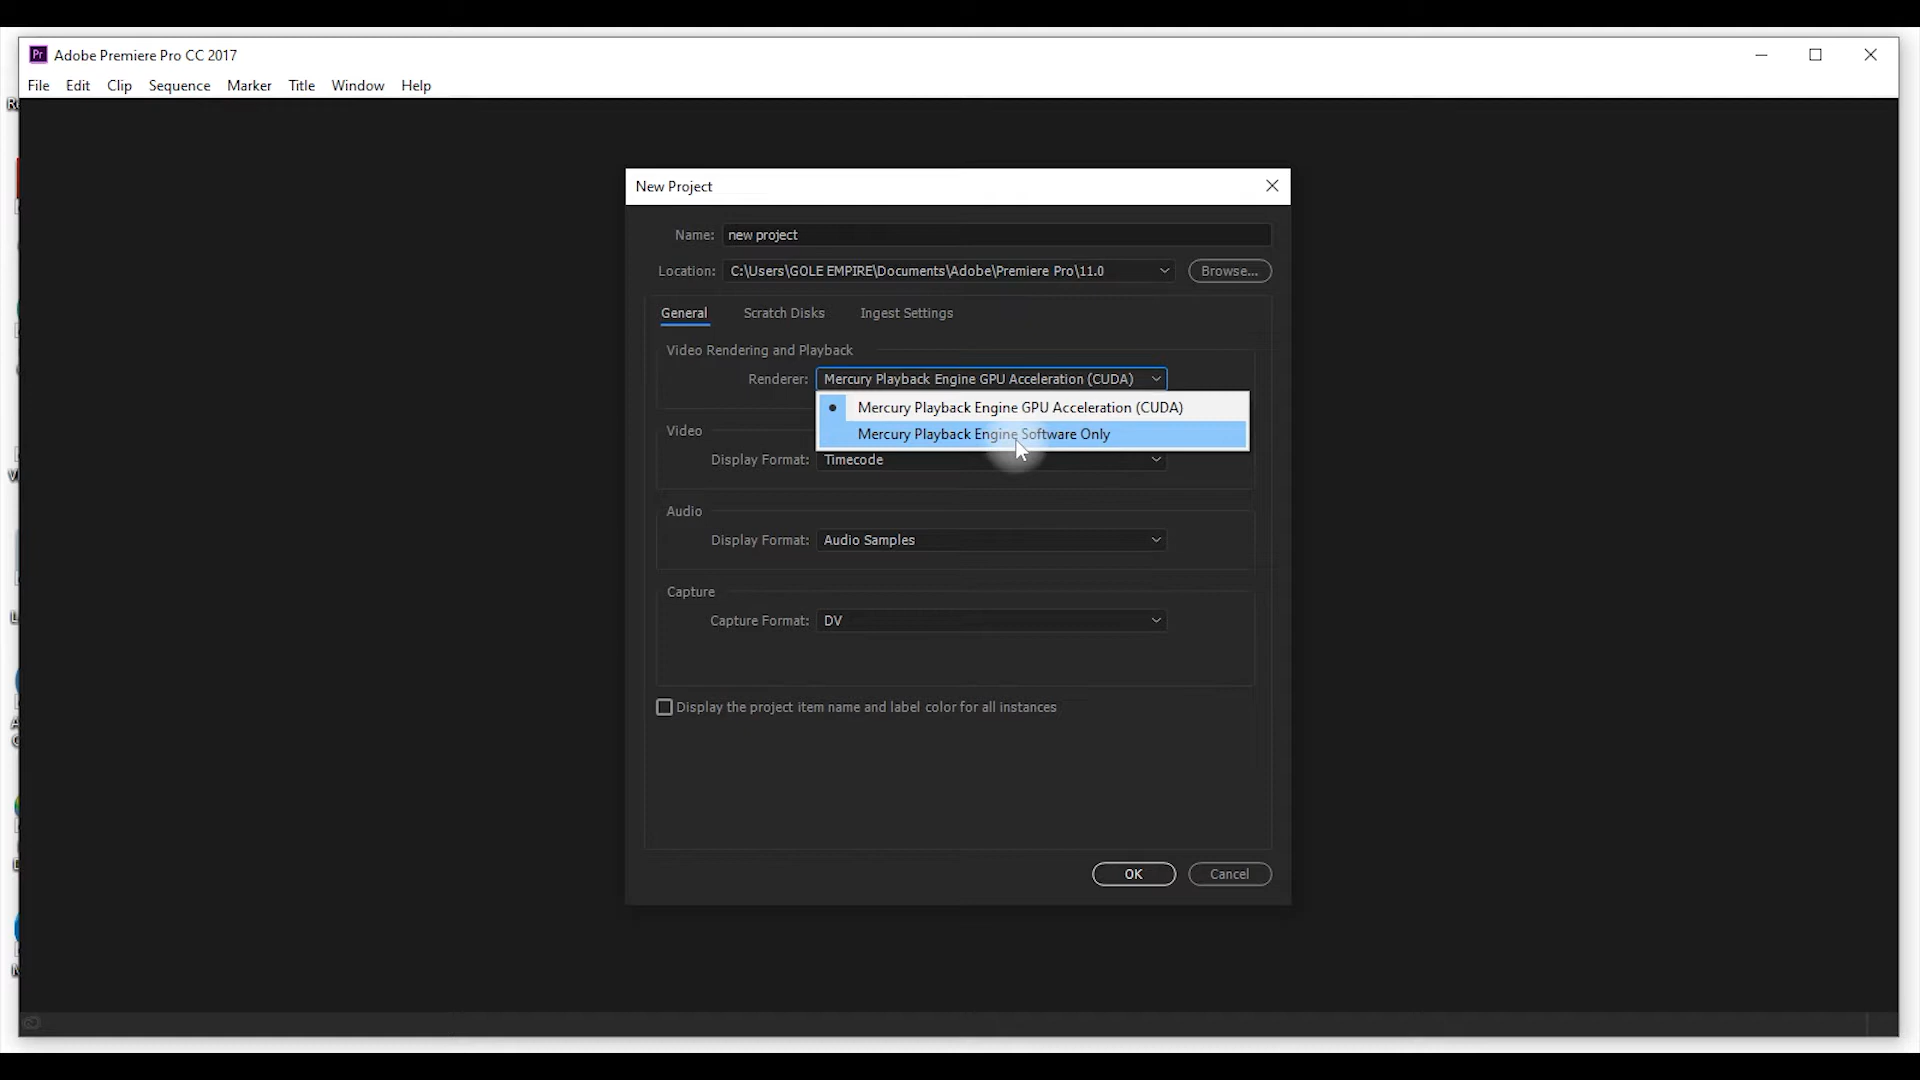 Adobe Premiere Pro CC 2017
File Edit Clip Sequence Marker Title Window Help
New Project
Name: new project
Location: C:\Users\GOLE EMPIRE\Documents\Adobe\Premiere Pro\11.0 Browse...
General Scratch Disks Ingest Settings
Video Rendering and Playback
Renderer: Mercury Playback Engine GPU Acceleration (CUDA)
Mercury Playback Engine GPU Acceleration (CUDA)
Mercury Playback Engine Software Only
Video
Display Format: Timecode
Audio
Display Format: Audio Samples
Capture
Capture Format: DV
Display the project item name and label color for all instances
OK Cancel